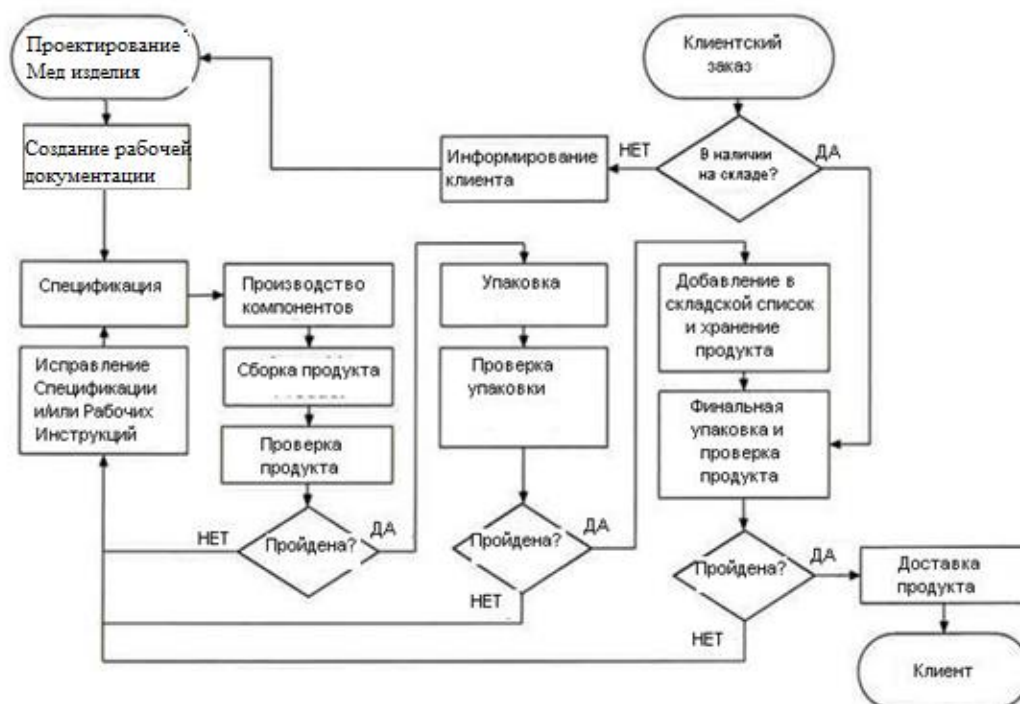 Проектирование
Мед изделия
Клиентский
заказ
Создание рабочей
документации
Информирование
клиента
НЕТ
В наличии
на складе?
ДА
Спецификация
Производство
компонентов
Упаковка
Добавление в
складской список
и хранение
продукта
Исправление
Спецификации
и/или Рабочих
Инструкций
Сборка продукта
Проверка
упаковки
Финальная
упаковка и
проверка
продукта
Проверка
продукта
НЕТ
Пройдена?
ДА
Пройдена?
ДА
НЕТ
Пройдена?
ДА
НЕТ
Доставка
продукта
Клиент